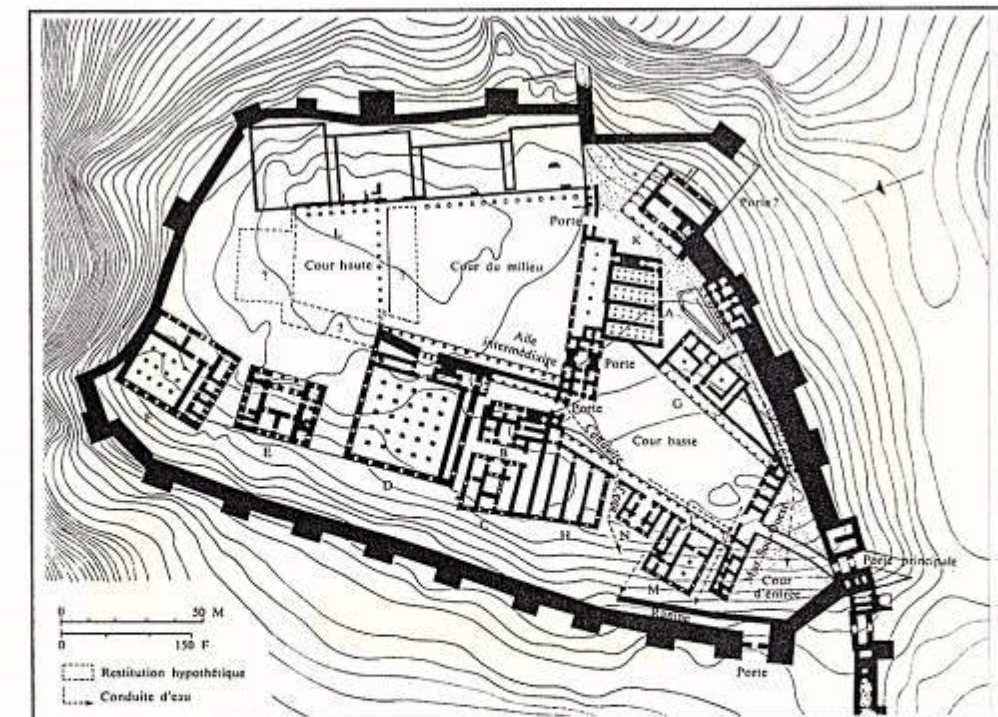 Porte ?
Porte
K
L
Cour haute
?
?
Cour du milieu
A
?
Aile
intermédiaire
Porte
Porte
G
Cour basse
F
E
B
D
C
H
N
M
Porte principale
Cour
d'entrée
Rampe
Porte
0 50 M
0 150 F
Restitution hypothétique
Conduite d'eau